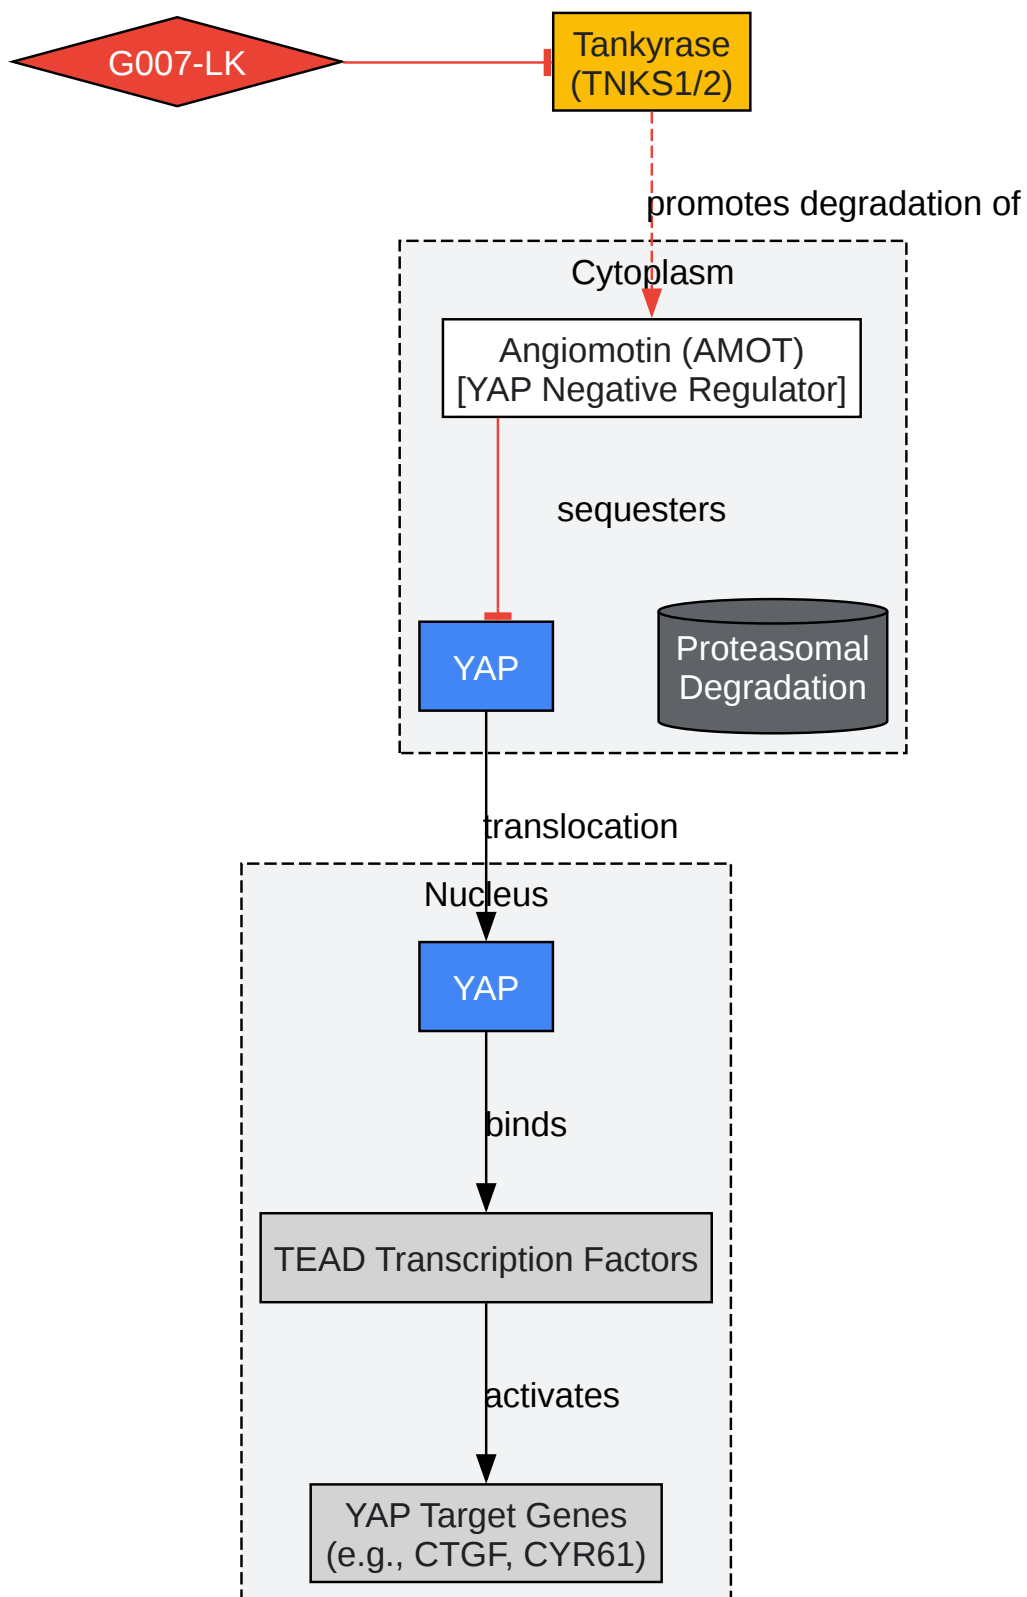 G007-LK
Tankyrase
(TNKS1/2)
promotes degradation of
Cytoplasm
Angiomotin (AMOT)
[YAP Negative Regulator]
sequesters
YAP
Proteasomal
Degradation
translocation
Nucleus
YAP
binds
TEAD Transcription Factors
activates
YAP Target Genes
(e.g., CTGF, CYR61)